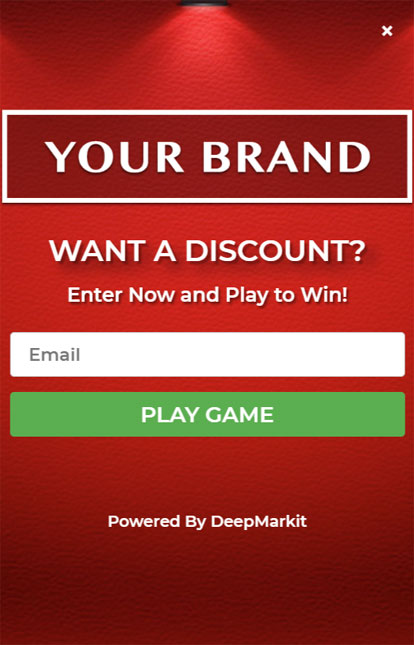 ×
YOUR BRAND
WANT A DISCOUNT?
Enter Now and Play to Win!
Email
PLAY GAME
Powered By DeepMarkit